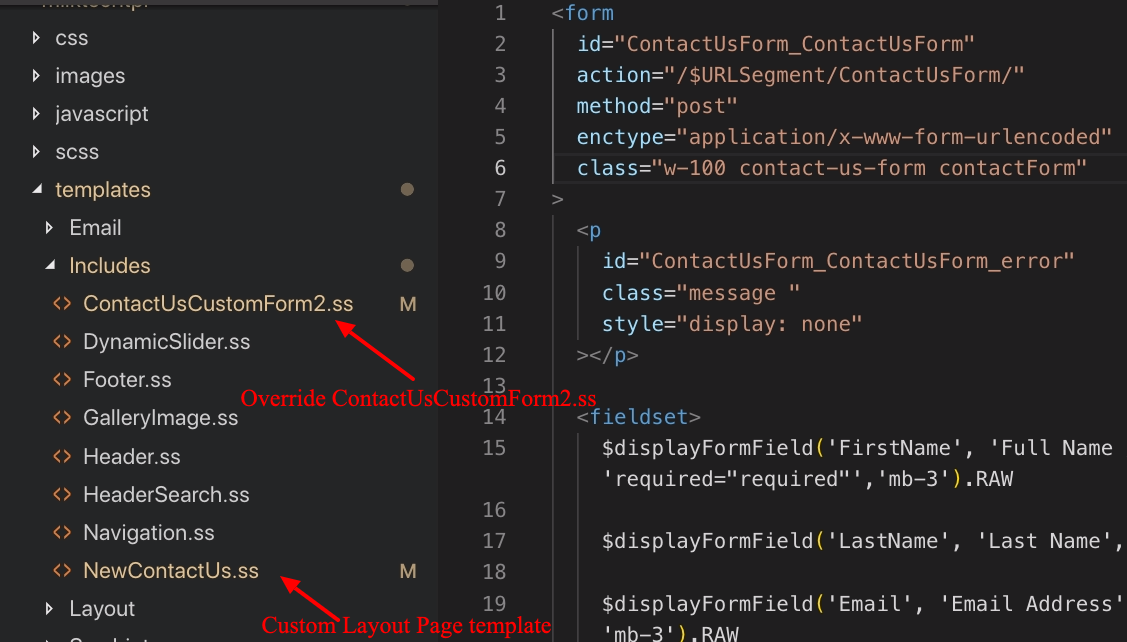 css
images
javascript
scss
templates
Email
Includes
ContactUsCustomForm2.ss M
DynamicSlider.ss
Footer.ss
Override ContactUsCustomForm2.ss
GalleryImage.ss
Header.ss
HeaderSearch.ss
Navigation.ss
NewContactUs.ss M
Layout
Custom Layout Page template
1 <form
2 id="ContactUsForm_ContactUsForm"
3 action="/$URLSegment/ContactUsForm/"
4 method="post"
5 enctype="application/x-www-form-urlencoded"
6 class="w-100 contact-us-form contactForm"
7 >
8 <p
9 id="ContactUsForm_ContactUsForm_error"
10 class="message "
11 style="display: none"
12 ></p>
13
14 <fieldset>
15 $displayFormField('FirstName', 'Full Name
'required="required"','mb-3').RAW
16
17 $displayFormField('LastName', 'Last Name',
18
19 $displayFormField('Email', 'Email Address'
'mb-3').RAW